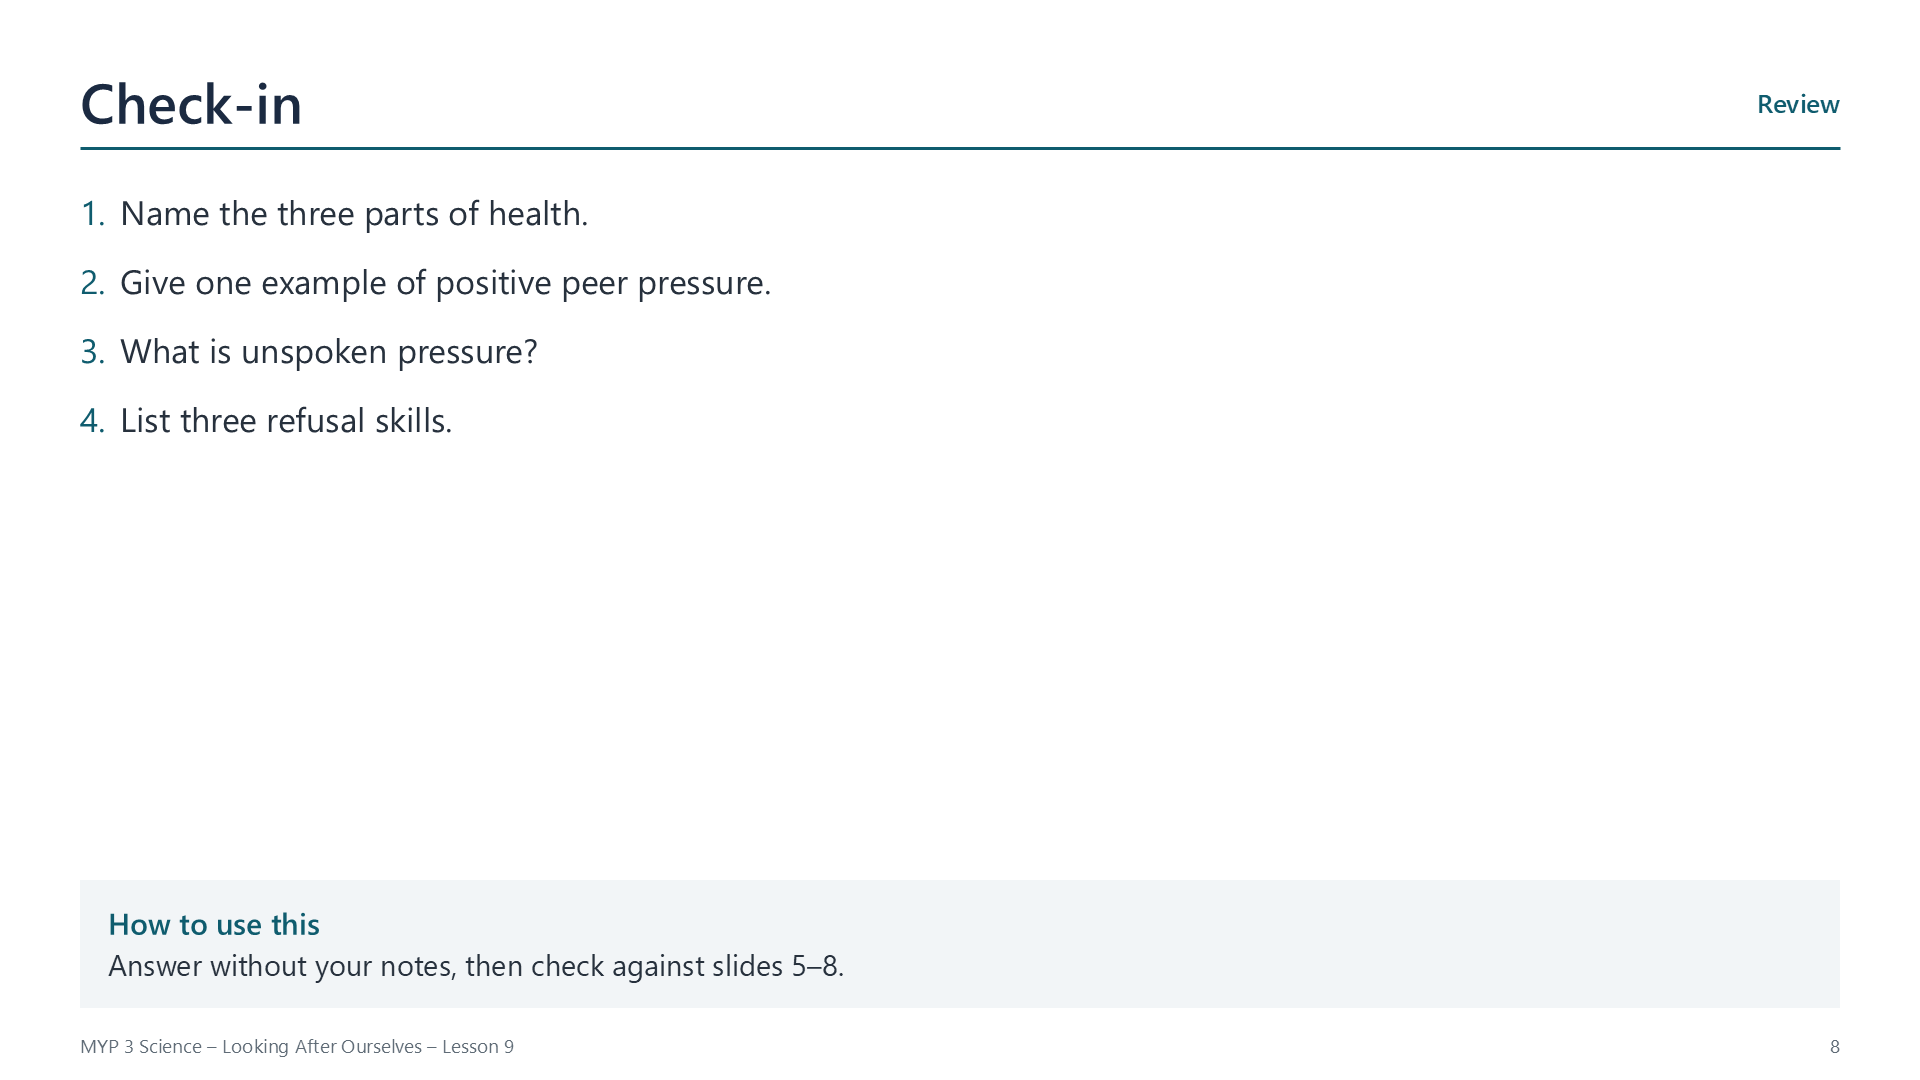 Check-in
Review
1. Name the three parts of health.
2. Give one example of positive peer pressure.
3. What is unspoken pressure?
4. List three refusal skills.
How to use this
Answer without your notes, then check against slides 5–8.
MYP 3 Science – Looking After Ourselves – Lesson 9
8